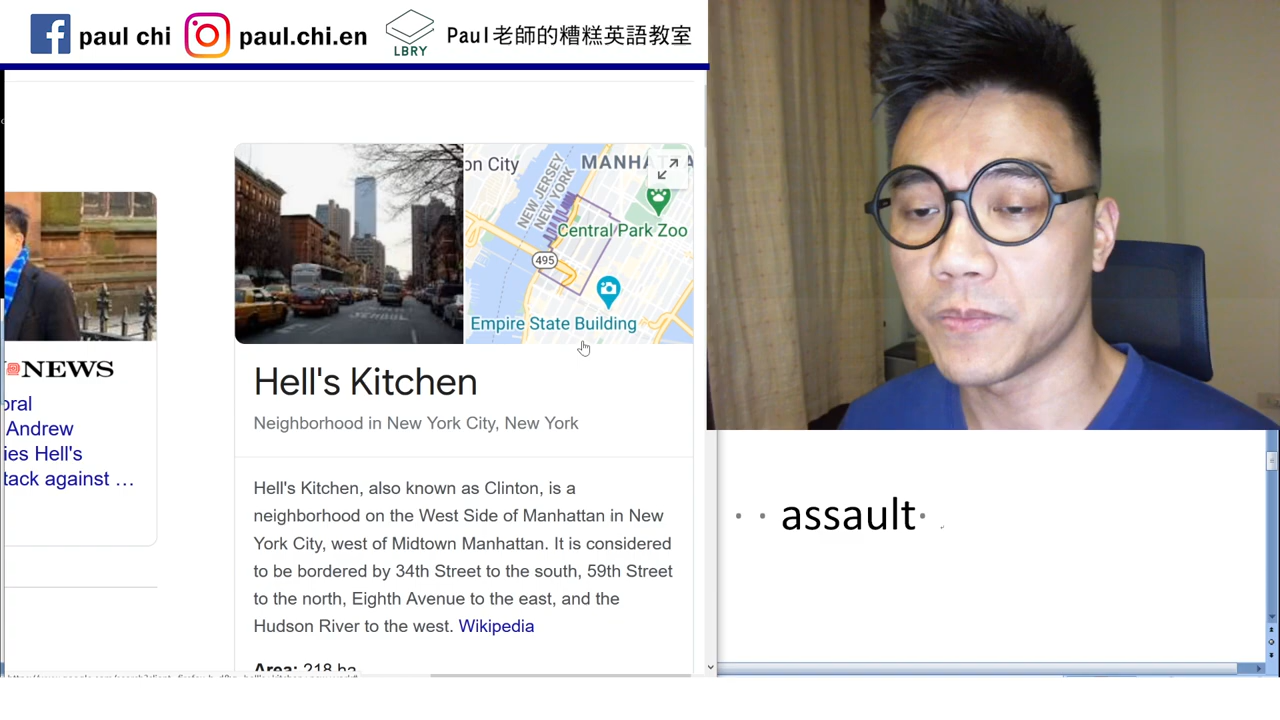 paul chi
paul.chi.en
LBRY
Paul老師的糟糕英語教室
on City
MANHATTA
NEW JERSEY
NEW YORK
Central Park Zoo
495
Empire State Building
NEWS
oral
Andrew
ies Hell's
tack against …
Hell's Kitchen
Neighborhood in New York City, New York
Hell's Kitchen, also known as Clinton, is a
neighborhood on the West Side of Manhattan in New
York City, west of Midtown Manhattan. It is considered
to be bordered by 34th Street to the south, 59th Street
to the north, Eighth Avenue to the east, and the
Hudson River to the west. Wikipedia
Area: 218 ha
assault